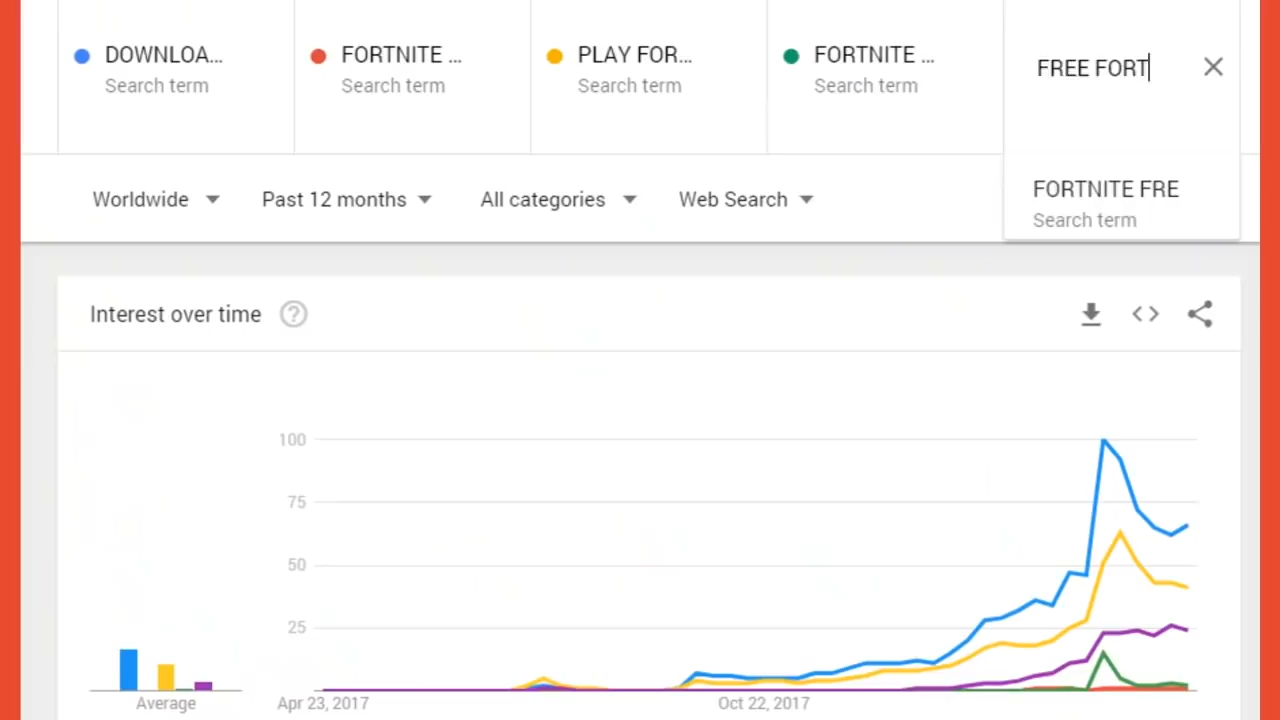 DOWNLOA...
Search term
FORTNITE ...
Search term
PLAY FOR...
Search term
FORTNITE ...
Search term
FREE FORT
FORTNITE FRE
Search term
Worldwide
Past 12 months
All categories
Web Search
Interest over time
?
100
75
50
25
Average
Apr 23, 2017
Oct 22, 2017